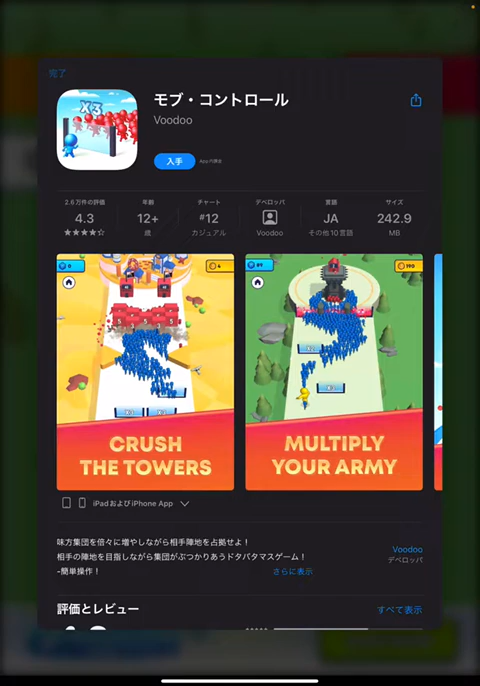 完了
X3
モブ・コントロール
Voodoo
入手
App内課金
2.6万件の評価
年齢
チャート
デベロッパ
言語
サイズ
4.3
12+
#12
JA
242.9
歳
カジュアル
Voodoo
その他10言語
MB
CRUSH
THE TOWERS
MULTIPLY
YOUR ARMY
iPadおよびiPhone App
味方集団を倍々に増やしながら相手陣地を占拠せよ！
相手の陣地を目指しながら集団がぶつかりあうドタバタマスゲーム！
-簡単操作！
さらに表示
Voodoo
デベロッパ
評価とレビュー
すべて表示